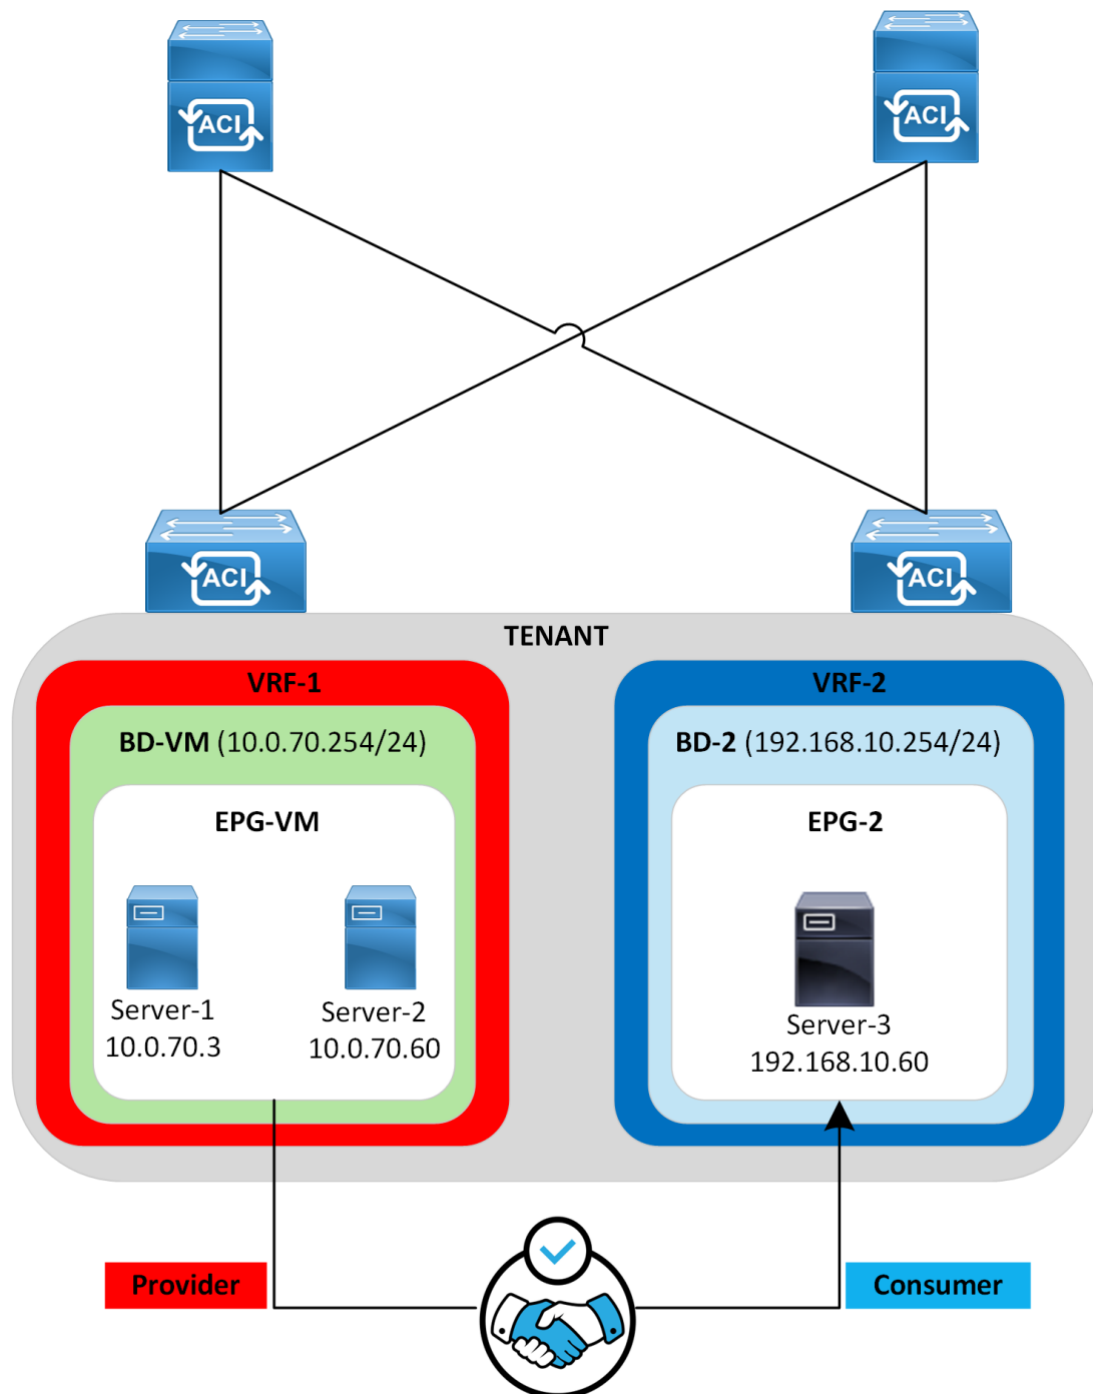 ACI
ACI
ACI
ACI
TENANT
VRF-1
VRF-2
BD-VM (10.0.70.254/24)
BD-2 (192.168.10.254/24)
EPG-VM
EPG-2
Server-1
10.0.70.3
Server-2
10.0.70.60
Server-3
192.168.10.60
Provider
Consumer